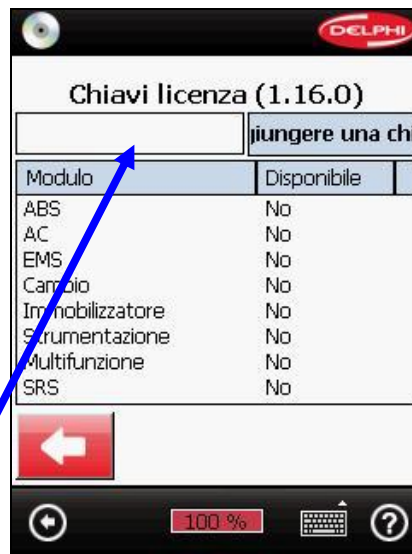 DELPHI
Chiavi licenza (1.16.0)
giungere una chi
Modulo Disponibile
ABS No
AC No
EMS No
Cambio No
Immobilizzatore No
Strumentazione No
Multifunzione No
SRS No
100 %
?